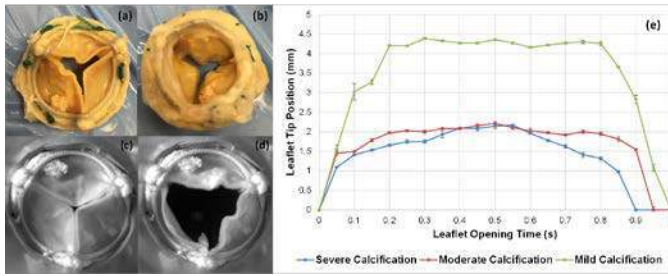 (a)
(b)
(c)
(d)
(e)
5
4.5
4
3.5
3
2.5
2
1.5
1
0.5
0
Leaflet Tip Position (mm)
0 0.1 0.2 0.3 0.4 0.5 0.6 0.7 0.8 0.9
Leaflet Opening Time (s)
Severe Calcification Moderate Calcification Mild Calcification